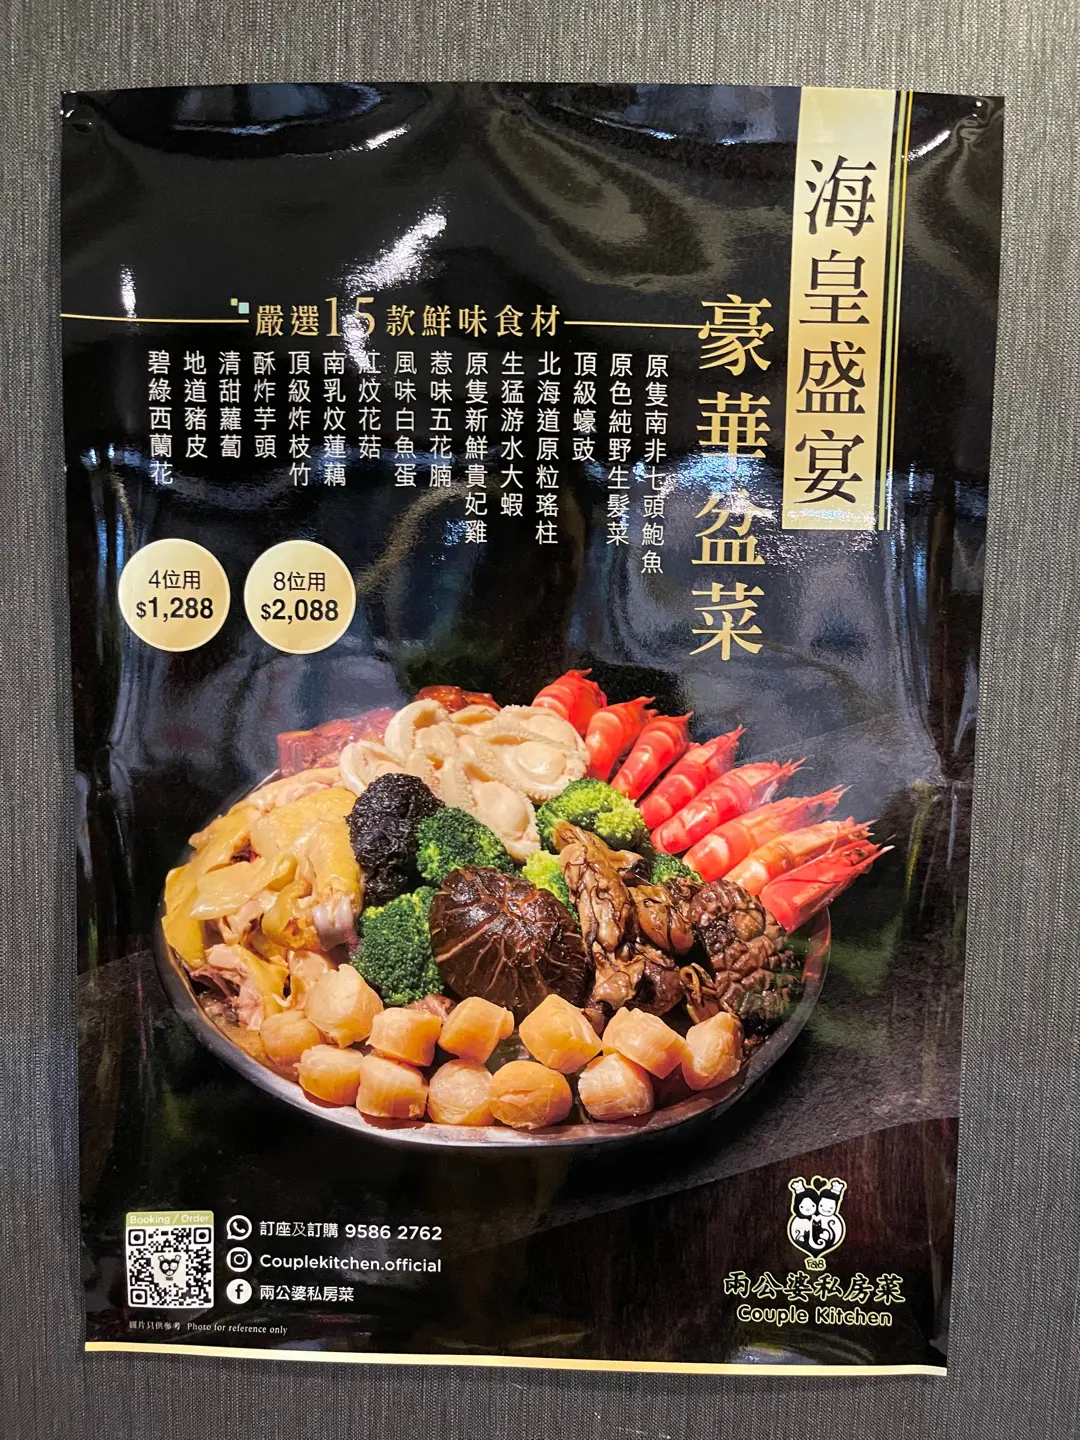 海皇盛宴
豪華盆菜
嚴選15款鮮味食材
原隻南非七頭鮑魚
原色純野生髮菜
頂級蠔豉
北海道原粒瑤柱
生猛游水大蝦
原隻新鮮貴妃雞
惹味五花腩
風味白魚蛋
紅炆花菇
南乳炆蓮藕
頂級炸枝竹
酥炸芋頭
清甜蘿蔔
地道豬皮
碧綠西蘭花
4位用
$1,288
8位用
$2,088
Booking / Order
訂座及訂購 9586 2762
Couplekitchen.official
兩公婆私房菜
圖片只供參考 Photo for reference only
F&B
兩公婆私房菜
Couple Kitchen